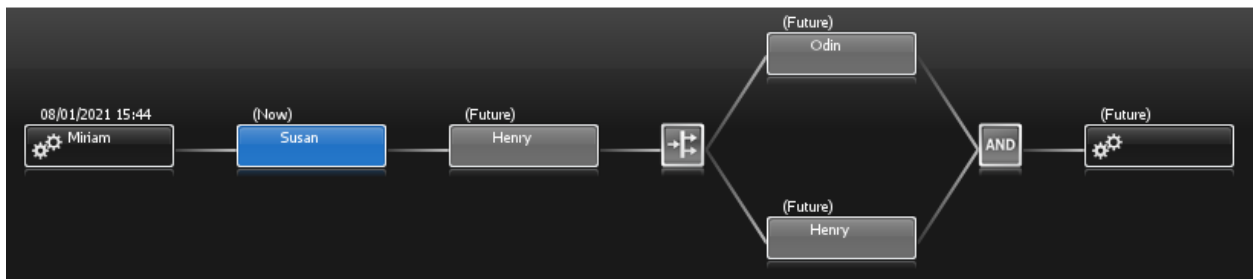 (Future)
Odin
08/01/2021 15:44
(Now)
(Future)
(Future)
Miriam
Susan
Henry
AND
(Future)
Henry